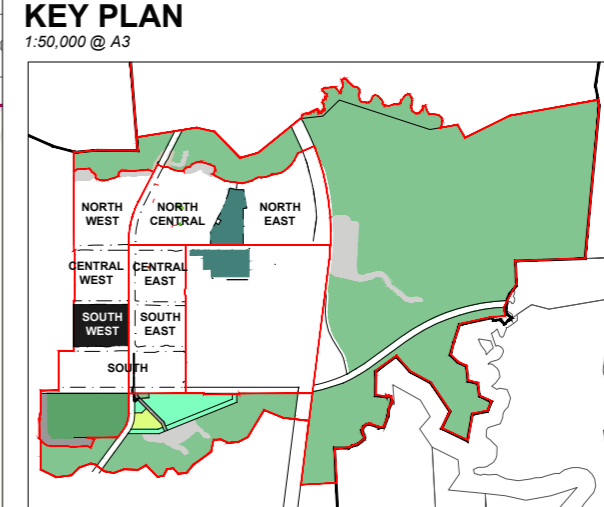 KEY PLAN
1:50,000 @ A3
NORTH
WEST
NORTH
CENTRAL
NORTH
EAST
CENTRAL
WEST
CENTRAL
EAST
SOUTH
WEST
SOUTH
EAST
SOUTH